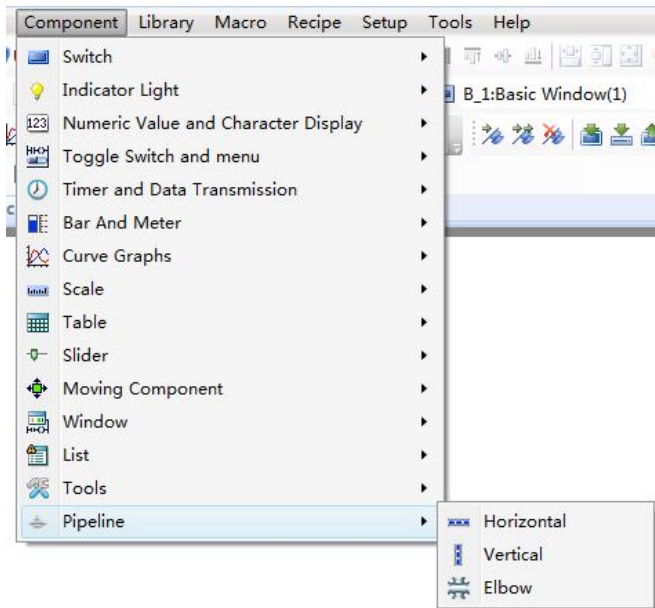 Component Library Macro Recipe Setup Tools Help
Switch
Indicator Light
B_1:Basic Window(1)
123 Numeric Value and Character Display
Toggle Switch and menu
Timer and Data Transmission
Bar And Meter
Curve Graphs
Scale
Table
Slider
Moving Component
Window
List
Tools
Pipeline
Horizontal
Vertical
Elbow